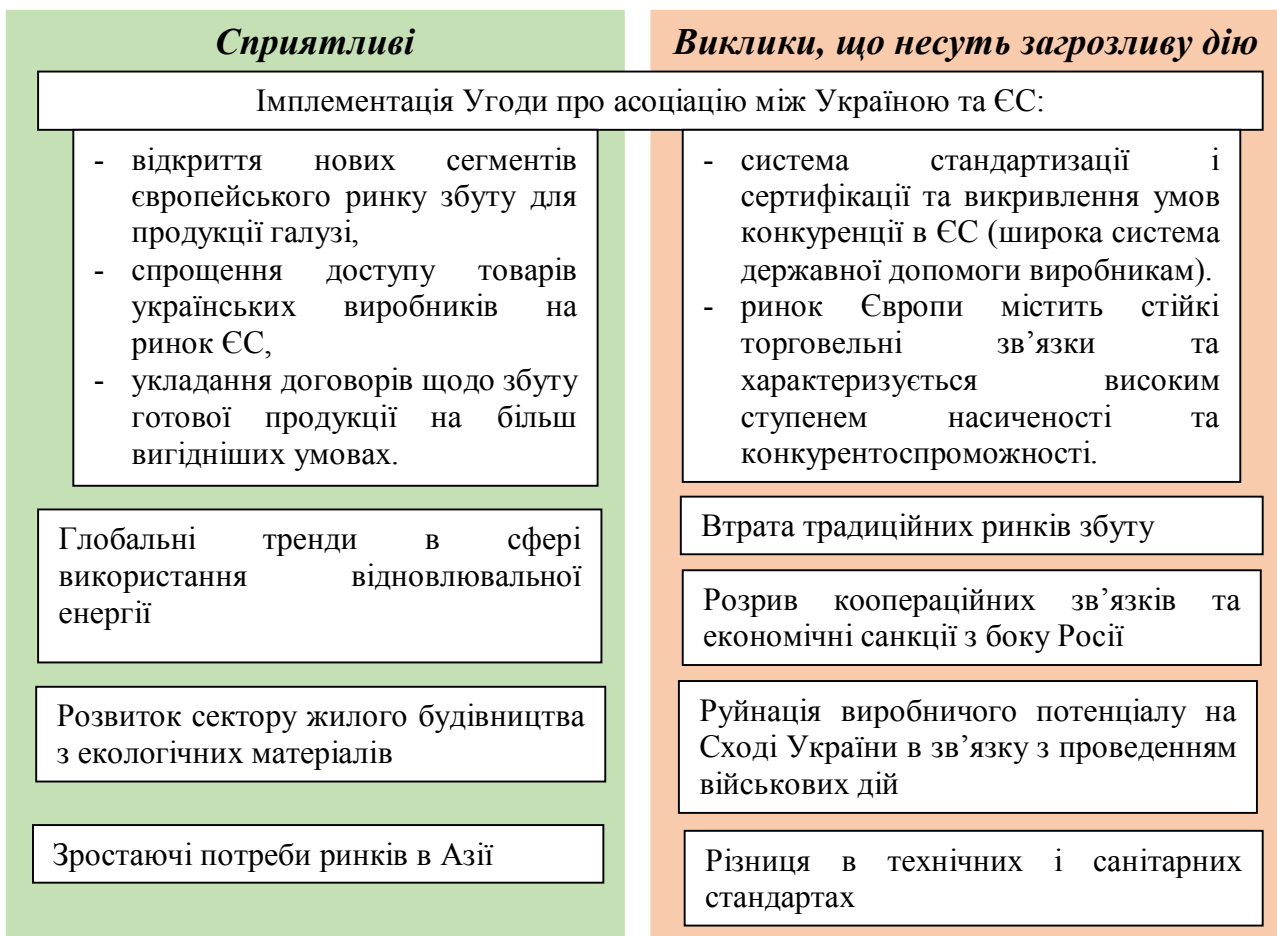 Сприятливі
Виклики, що несуть загрозливу дію
Імплементація Угоди про асоціацію між Україною та ЄС:
- відкриття нових сегментів
європейського ринку збуту для
продукції галузі,
- спрощення доступу товарів
українських виробників на
ринок ЄС,
- укладання договорів щодо збуту
готової продукції на більш
вигідніших умовах.
Глобальні тренди в сфері
використання відновлювальної
енергії
Розвиток сектору жилого будівництва
з екологічних матеріалів
Зростаючі потреби ринків в Азії
- система стандартизації і
сертифікації та викривлення умов
конкуренції в ЄС (широка система
державної допомоги виробникам).
- ринок Європи містить стійкі
торговельні зв’язки та
характеризується високим
ступенем насиченості та
конкурентоспроможності.
Втрата традиційних ринків збуту
Розрив коопераційних зв’язків та
економічні санкції з боку Росії
Руйнація виробничого потенціалу на
Сході України в зв’язку з проведенням
військових дій
Різниця в технічних і санітарних
стандартах